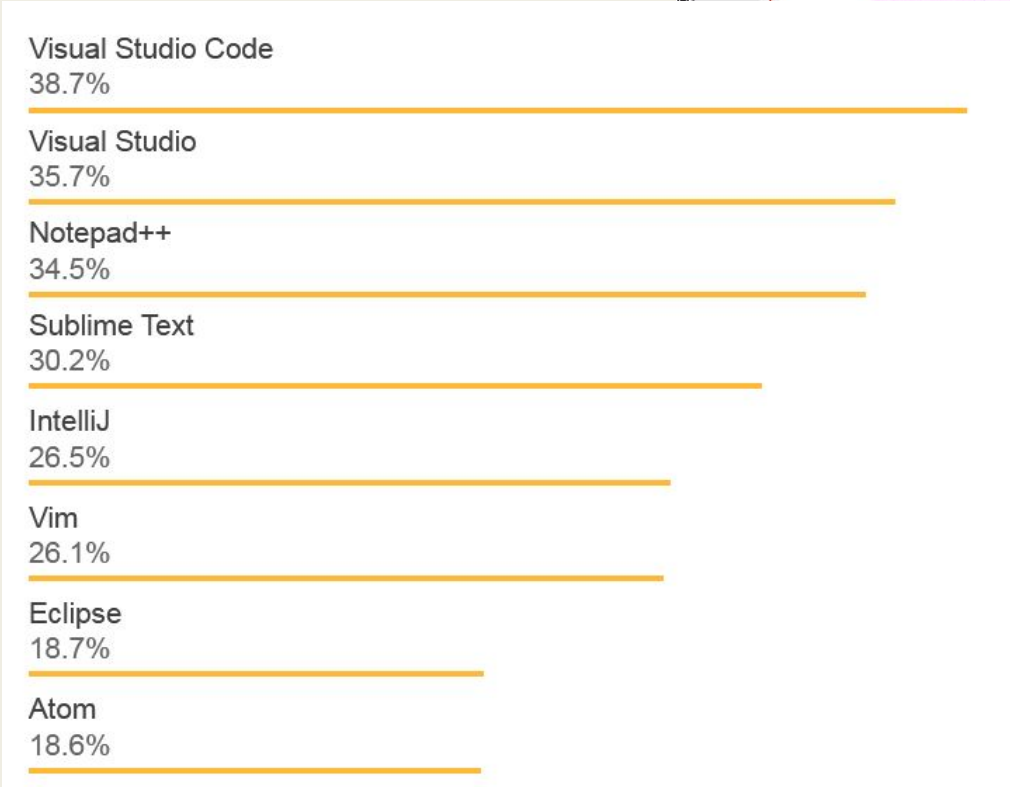 Visual Studio Code
38.7%
Visual Studio
35.7%
Notepad++
34.5%
Sublime Text
30.2%
IntelliJ
26.5%
Vim
26.1%
Eclipse
18.7%
Atom
18.6%